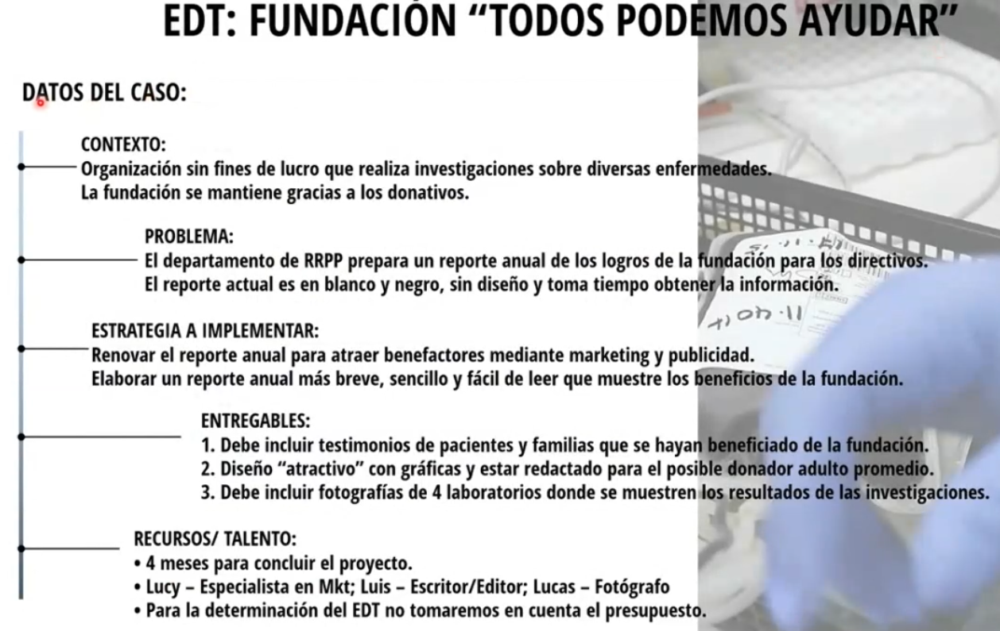 EDT: FUNDACIÓN “TODOS PODEMOS AYUDAR”
DATOS DEL CASO:
CONTEXTO:
Organización sin fines de lucro que realiza investigaciones sobre diversas enfermedades.
La fundación se mantiene gracias a los donativos.
PROBLEMA:
El departamento de RRPP prepara un reporte anual de los logros de la fundación para los directivos.
El reporte actual es en blanco y negro, sin diseño y toma tiempo obtener la información.
ESTRATEGIA A IMPLEMENTAR:
Renovar el reporte anual para atraer benefactores mediante marketing y publicidad.
Elaborar un reporte anual más breve, sencillo y fácil de leer que muestre los beneficios de la fundación.
ENTREGABLES:
1. Debe incluir testimonios de pacientes y familias que se hayan beneficiado de la fundación.
2. Diseño “atractivo” con gráficas y estar redactado para el posible donador adulto promedio.
3. Debe incluir fotografías de 4 laboratorios donde se muestren los resultados de las investigaciones.
RECURSOS/ TALENTO:
• 4 meses para concluir el proyecto.
• Lucy – Especialista en Mkt; Luis – Escritor/Editor; Lucas – Fotógrafo
• Para la determinación del EDT no tomaremos en cuenta el presupuesto.